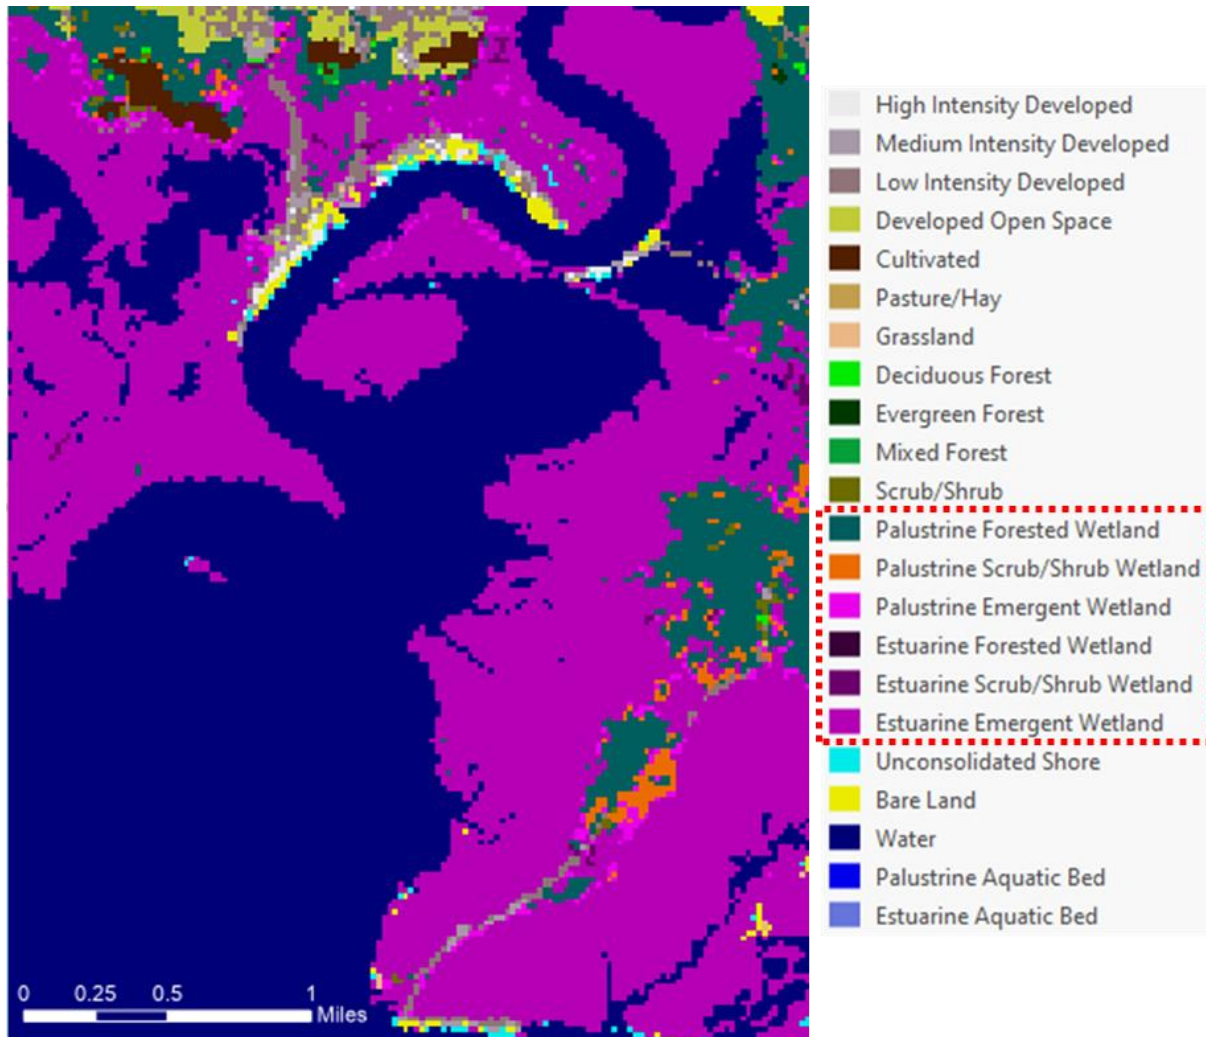 High Intensity Developed
Medium Intensity Developed
Low Intensity Developed
Developed Open Space
Cultivated
Pasture/Hay
Grassland
Deciduous Forest
Evergreen Forest
Mixed Forest
Scrub/Shrub
Palustrine Forested Wetland
Palustrine Scrub/Shrub Wetland
Palustrine Emergent Wetland
Estuarine Forested Wetland
Estuarine Scrub/Shrub Wetland
Estuarine Emergent Wetland
Unconsolidated Shore
Bare Land
Water
Palustrine Aquatic Bed
Estuarine Aquatic Bed
0 0.25 0.5 1
Miles